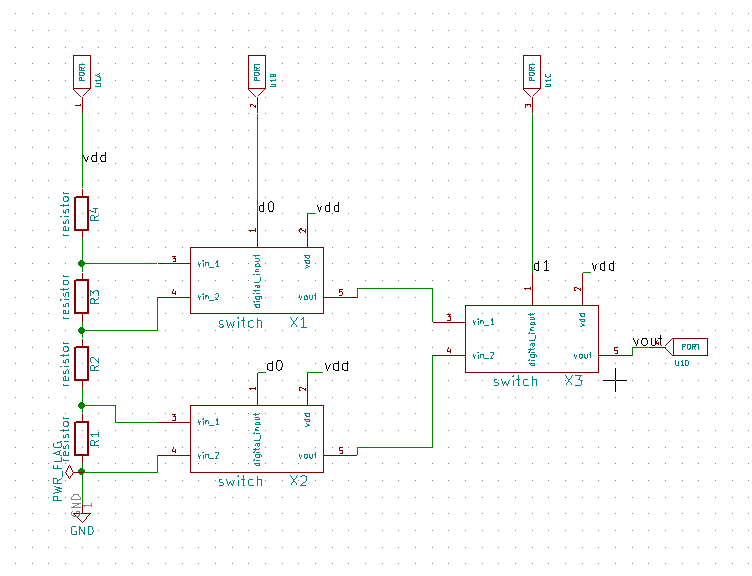 PORT
U1A
1
PORT
U1B
2
PORT
U1C
3
vdd
resistor
R4
d0
vdd
1
2
3
vin_1
4
vin_2
digital_input
vdd
vout
5
switch X1
resistor
R3
d1
vdd
1
2
3
vin_1
4
vin_2
digital_input
vdd
vout
5
switch X3
vout
PORT
U1D
resistor
R2
d0
vdd
1
2
3
vin_1
4
vin_2
digital_input
vdd
vout
5
switch X2
resistor
R1
PWR_FLAG
GND
1
GND